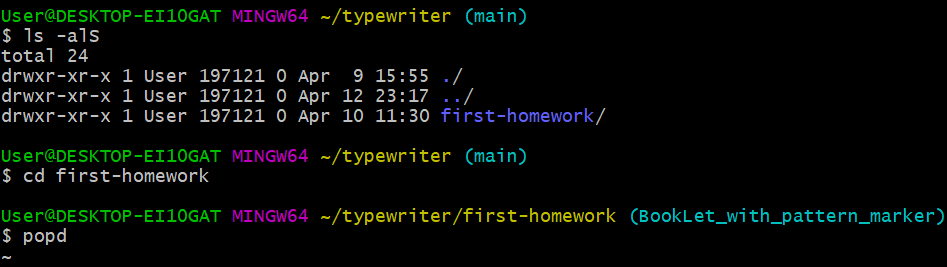 User@DESKTOP-EI10GAT MINGW64 ~/typewriter (main)
$ ls -alS
total 24
drwxr-xr-x 1 User 197121 0 Apr  9 15:55 ./
drwxr-xr-x 1 User 197121 0 Apr 12 23:17 ../
drwxr-xr-x 1 User 197121 0 Apr 10 11:30 first-homework/
User@DESKTOP-EI10GAT MINGW64 ~/typewriter (main)
$ cd first-homework
User@DESKTOP-EI10GAT MINGW64 ~/typewriter/first-homework (BookLet_with_pattern_marker)
$ popd
~